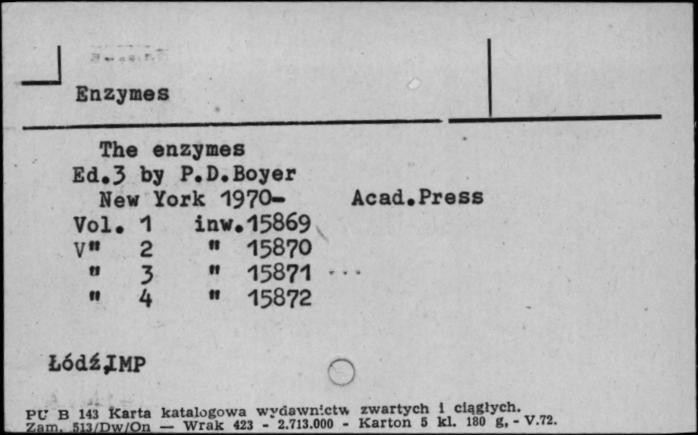 Enzymes
The enzymes
Ed.3 by P.D.Boyer
New York 1970- Acad.Press
Vol. 1 inw.15869
V" 2 " 15870
" 3 " 15871
" 4 " 15872
Łódź,IMP
PU B 143 Karta katalogowa wydawnictw zwartych i ciągłych.
Zam. 513/Dw/On — Wrak 423 - 2.713.000 - Karton 5 kl. 180 g. - V.72.